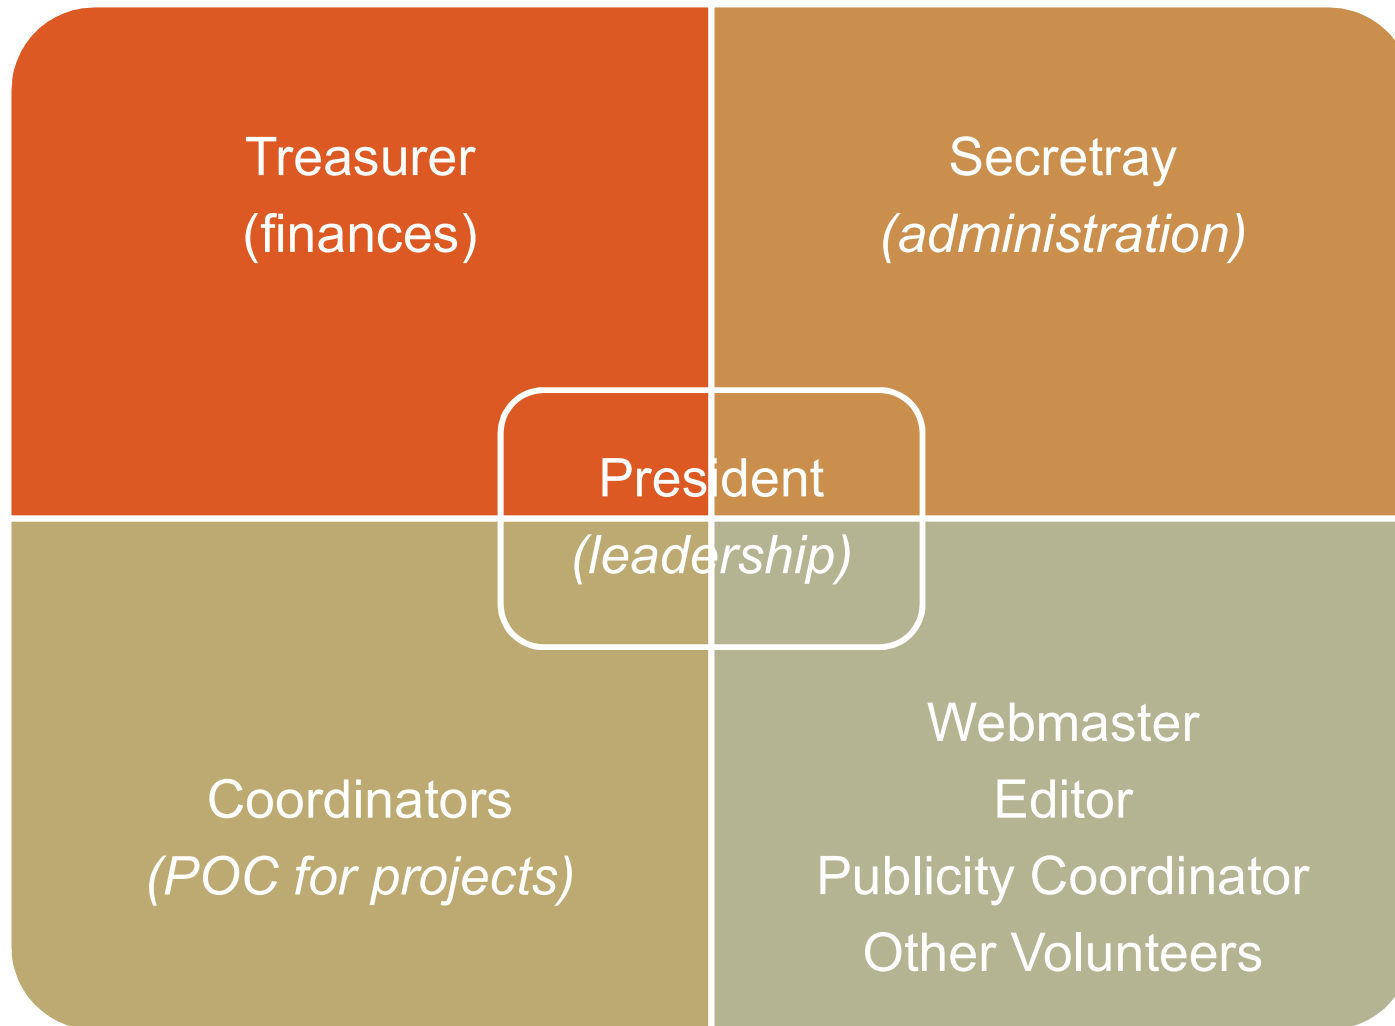 Treasurer
(finances)
Secretray
(administration)
President
(leadership)
Coordinators
(POC for projects)
Webmaster
Editor
Publicity Coordinator
Other Volunteers